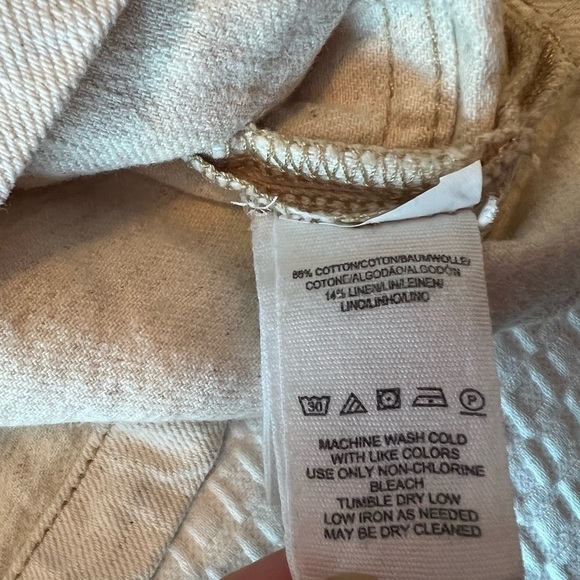 86% COTTON/COTON/BAUMWOLLE/
COTONE/ALGODÃO/ALGODÓN
14% LINEN/LIN/LEINEN/
LINO/LINHO/LINO
30 P
MACHINE WASH COLD
WITH LIKE COLORS
USE ONLY NON-CHLORINE
BLEACH
TUMBLE DRY LOW
LOW IRON AS NEEDED
MAY BE DRY CLEANED